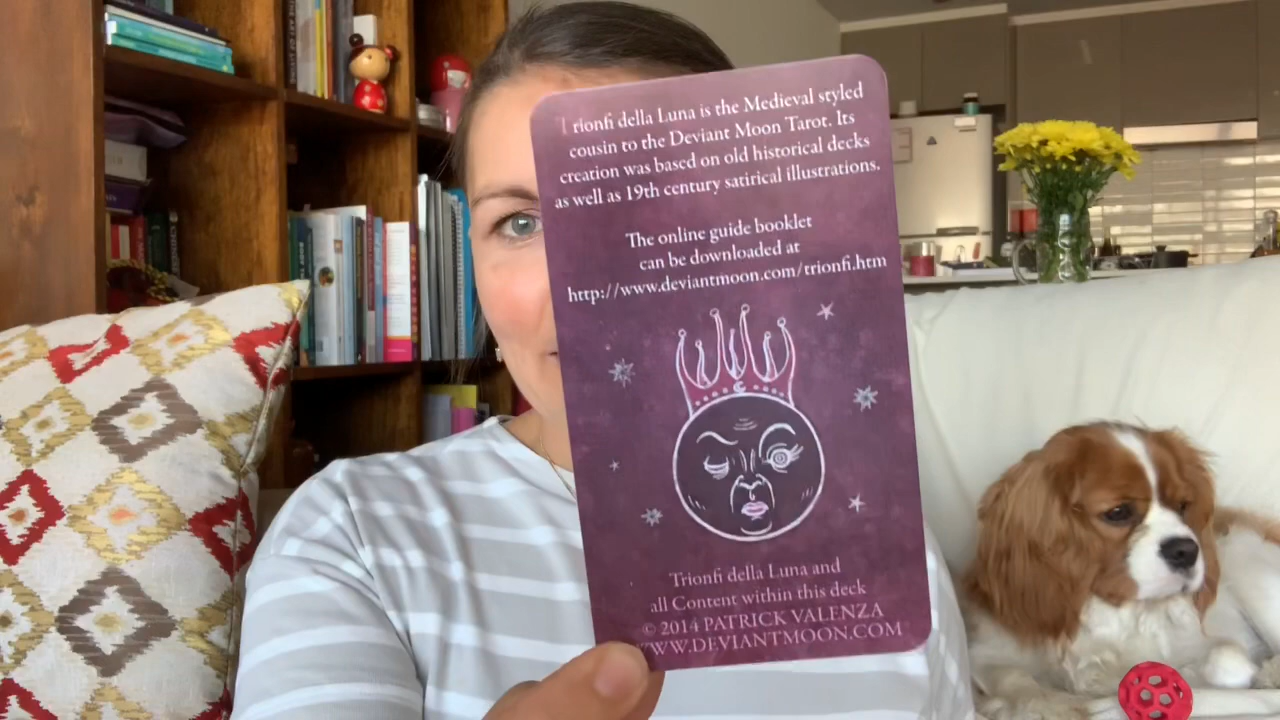 Trionfi della Luna is the Medieval styled
cousin to the Deviant Moon Tarot. Its
creation was based on old historical decks
as well as 19th century satirical illustrations.
The online guide booklet
can be downloaded at
http://www.deviantmoon.com/trionfi.htm
Trionfi della Luna and
all Content within this deck
© 2014 PATRICK VALENZA
WWW.DEVIANTMOON.COM